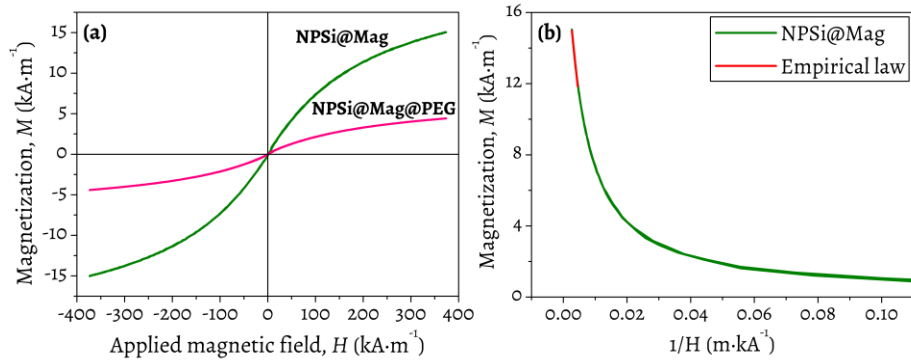 (a)
NPSi@Mag
NPSi@Mag@PEG
Magnetization, M (kA·m⁻¹)
15
10
5
0
-5
-10
-15
-400 -300 -200 -100 0 100 200 300 400
Applied magnetic field, H (kA·m⁻¹)
(b)
NPSi@Mag
Empirical law
Magnetization, M (kA·m⁻¹)
16
12
8
4
0
0.00 0.02 0.04 0.06 0.08 0.10
1/H (m·kA⁻¹)